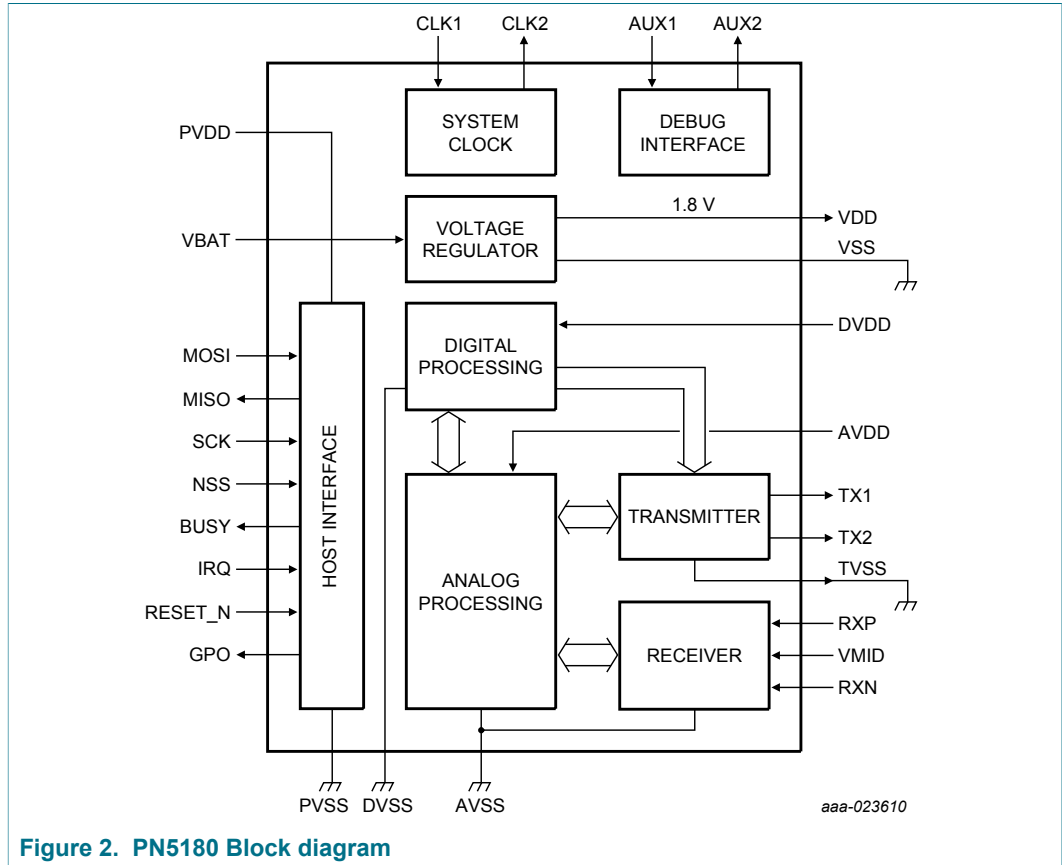 CLK1
CLK2
AUX1
AUX2
SYSTEM
CLOCK
DEBUG
INTERFACE
PVDD
VOLTAGE
REGULATOR
1.8 V
VDD
VBAT
VSS
DIGITAL
PROCESSING
DVDD
MOSI
MISO
SCK
NSS
BUSY
IRQ
RESET_N
GPO
HOST INTERFACE
AVDD
ANALOG
PROCESSING
TRANSMITTER
TX1
TX2
TVSS
RECEIVER
RXP
VMID
RXN
PVSS
DVSS
AVSS
aaa-023610
Figure 2. PN5180 Block diagram